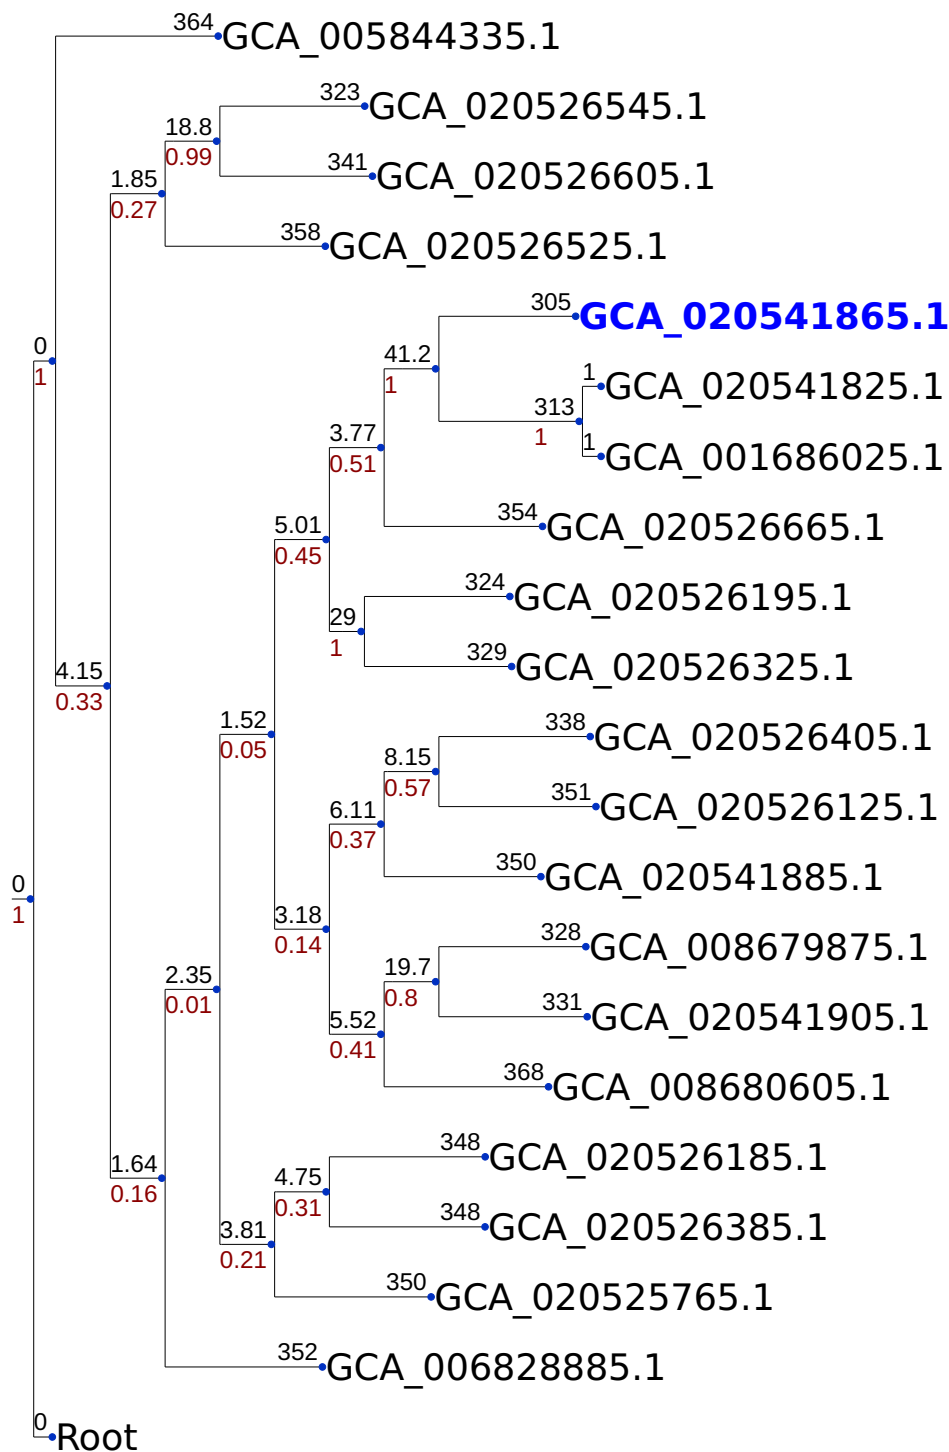 364 GCA_005844335.1
323 GCA_020526545.1
18.8
0.99
341 GCA_020526605.1
1.85
0.27
358 GCA_020526525.1
305 GCA_020541865.1
0
1
41.2
1
1 GCA_020541825.1
313
1
1 GCA_001686025.1
3.77
0.51
354 GCA_020526665.1
5.01
0.45
324 GCA_020526195.1
29
1
329 GCA_020526325.1
4.15
0.33
1.52
0.05
338 GCA_020526405.1
8.15
0.57
351 GCA_020526125.1
6.11
0.37
350 GCA_020541885.1
0
1
3.18
0.14
328 GCA_008679875.1
19.7
0.8
2.35
0.01
331 GCA_020541905.1
5.52
0.41
368 GCA_008680605.1
348 GCA_020526185.1
1.64
0.16
4.75
0.31
348 GCA_020526385.1
3.81
0.21
350 GCA_020525765.1
352 GCA_006828885.1
0 Root